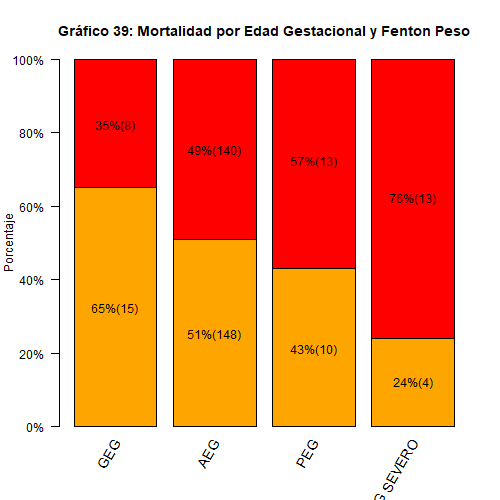 Gráfico 39: Mortalidad por Edad Gestacional y Fenton Peso
Porcentaje
100%
80%
60%
40%
20%
0%
35%(8)
49%(140)
57%(13)
76%(13)
65%(15)
51%(148)
43%(10)
24%(4)
GEG
AEG
PEG
G SEVERO